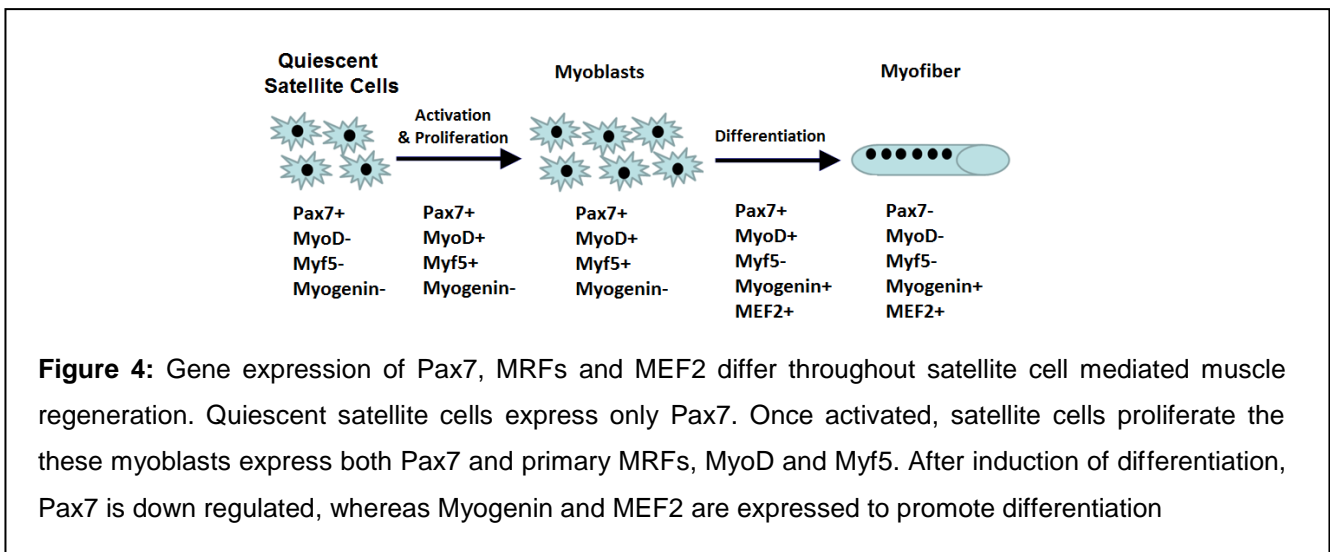 Quiescent
Satellite Cells
Myoblasts
Myofiber
Activation
& Proliferation
Differentiation
Pax7+
MyoD-
Myf5-
Myogenin-
Pax7+
MyoD+
Myf5+
Myogenin-
Pax7+
MyoD+
Myf5+
Myogenin-
Pax7+
MyoD+
Myf5-
Myogenin+
MEF2+
Pax7-
MyoD-
Myf5-
Myogenin+
MEF2+
Figure 4: Gene expression of Pax7, MRFs and MEF2 differ throughout satellite cell mediated muscle
regeneration. Quiescent satellite cells express only Pax7. Once activated, satellite cells proliferate the
these myoblasts express both Pax7 and primary MRFs, MyoD and Myf5. After induction of differentiation,
Pax7 is down regulated, whereas Myogenin and MEF2 are expressed to promote differentiation